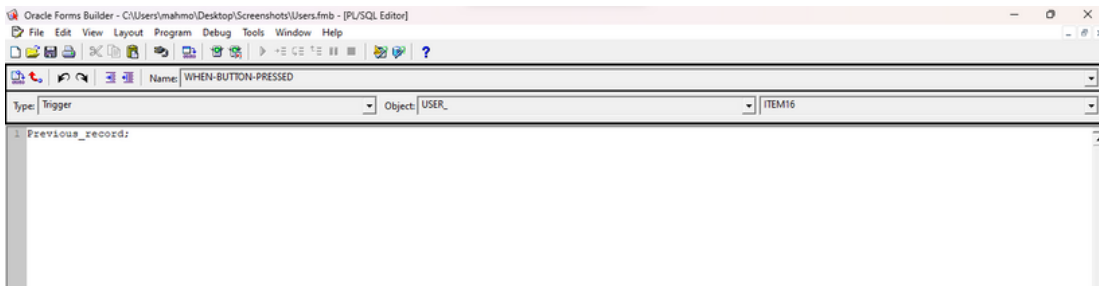 Oracle Forms Builder - C:\Users\mahmo\Desktop\Screenshots\Users.fmb - [PL/SQL Editor]
File Edit View Layout Program Debug Tools Window Help
Name: WHEN-BUTTON-PRESSED
Type: Trigger Object: USER_ ITEM16
1 Previous_record;